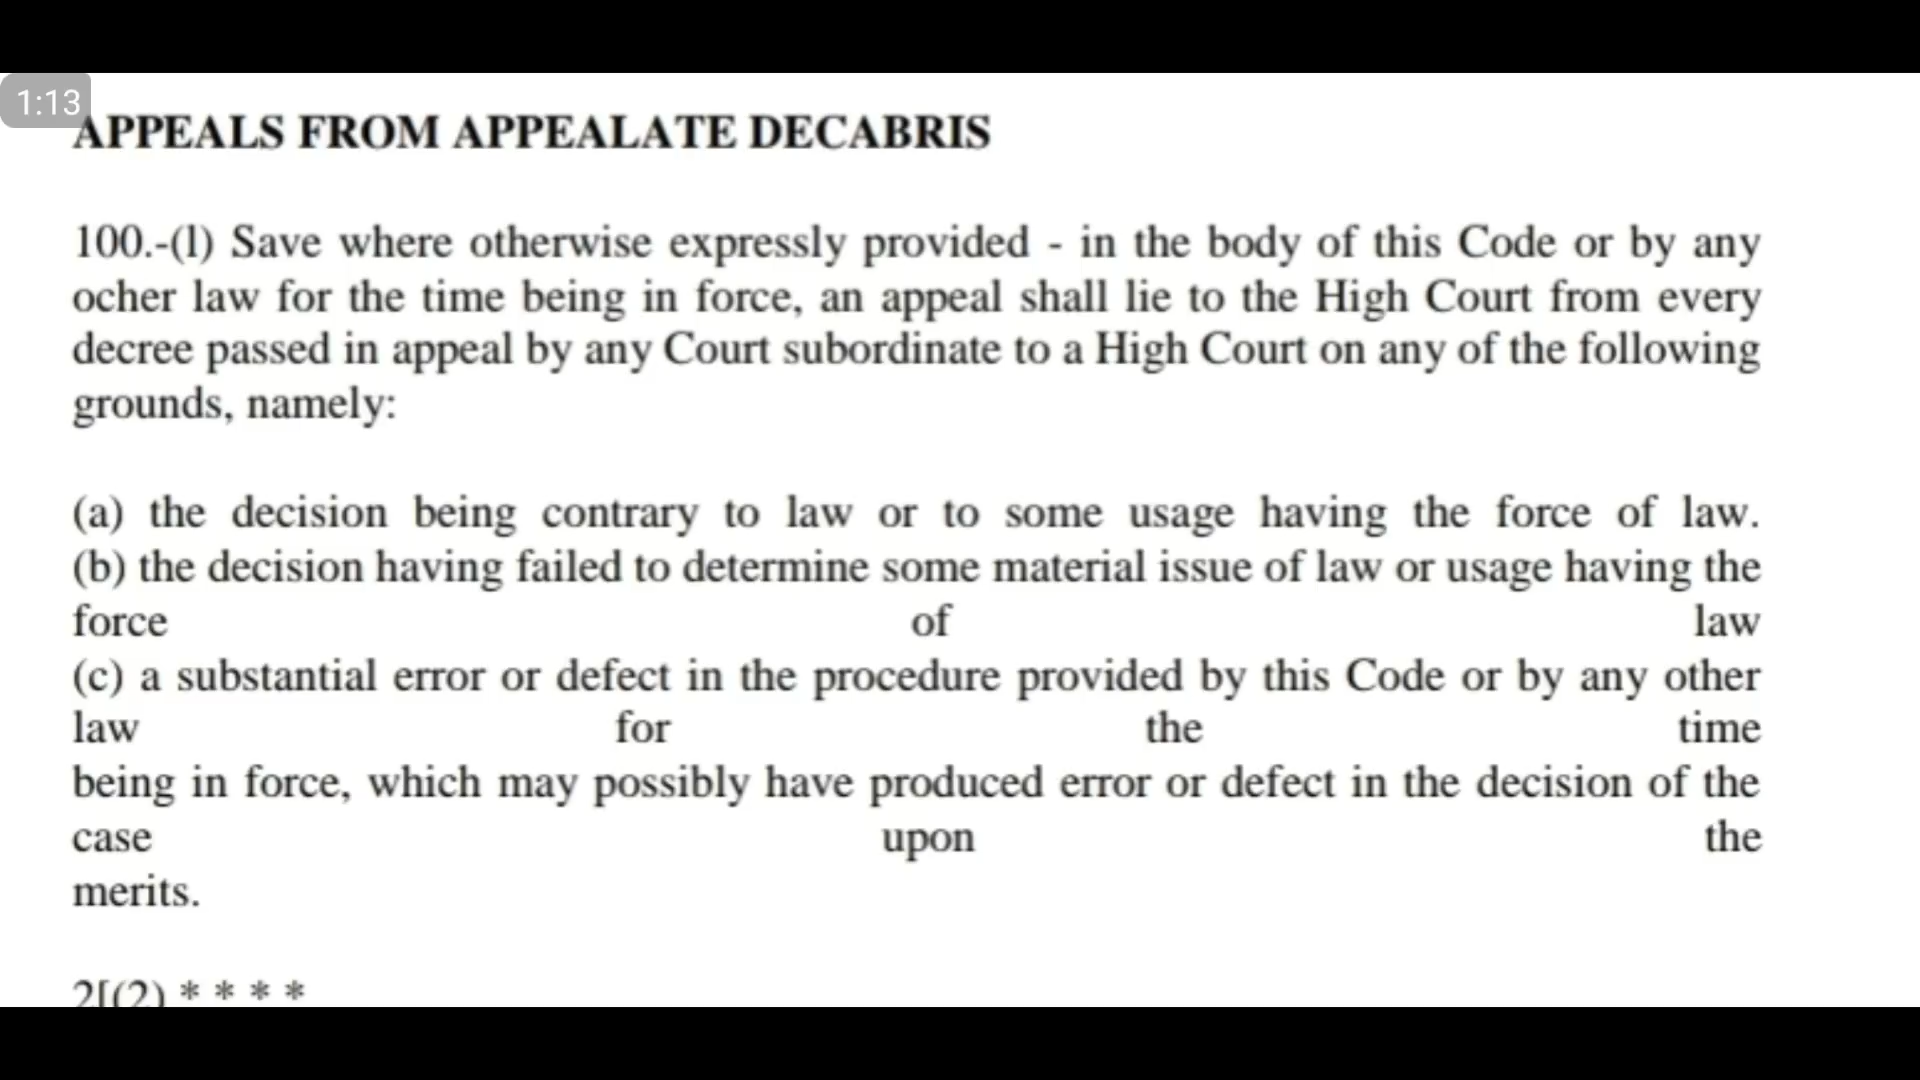 1:13
APPEALS FROM APPEALATE DECABRIS
100.-(l) Save where otherwise expressly provided - in the body of this Code or by any
ocher law for the time being in force, an appeal shall lie to the High Court from every
decree passed in appeal by any Court subordinate to a High Court on any of the following
grounds, namely:
(a) the decision being contrary to law or to some usage having the force of law.
(b) the decision having failed to determine some material issue of law or usage having the
force of law
(c) a substantial error or defect in the procedure provided by this Code or by any other
law for the time
being in force, which may possibly have produced error or defect in the decision of the
case upon the
merits.
2[(2) * * * *